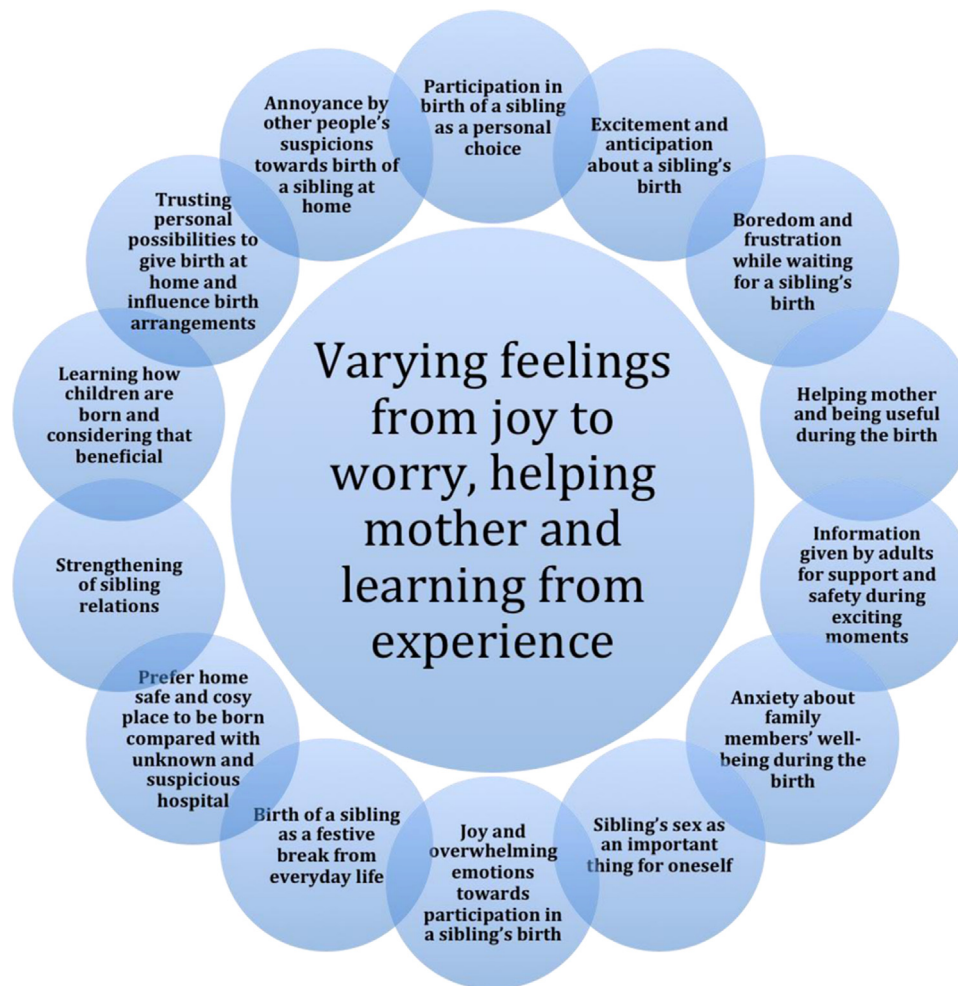 Participation in
birth of a sibling
as a personal
choice
Excitement and
anticipation
about a sibling's
birth
Boredom and
frustration
while waiting
for a sibling's
birth
Helping mother
and being useful
during the birth
Information
given by adults
for support and
safety during
exciting
moments
Anxiety about
family
members' well-
being during the
birth
Sibling's sex as
an important
thing for oneself
Joy and
overwhelming
emotions
towards
participation in
a sibling's birth
Birth of a sibling
as a festive
break from
everyday life
Prefer home
safe and cosy
place to be born
compared with
unknown and
suspicious
hospital
Strengthening
of sibling
relations
Learning how
children are
born and
considering that
beneficial
Trusting
personal
possibilities to
give birth at
home and
influence birth
arrangements
Annoyance by
other people's
suspicions
towards birth of
a sibling at
home
Varying feelings
from joy to
worry, helping
mother and
learning from
experience